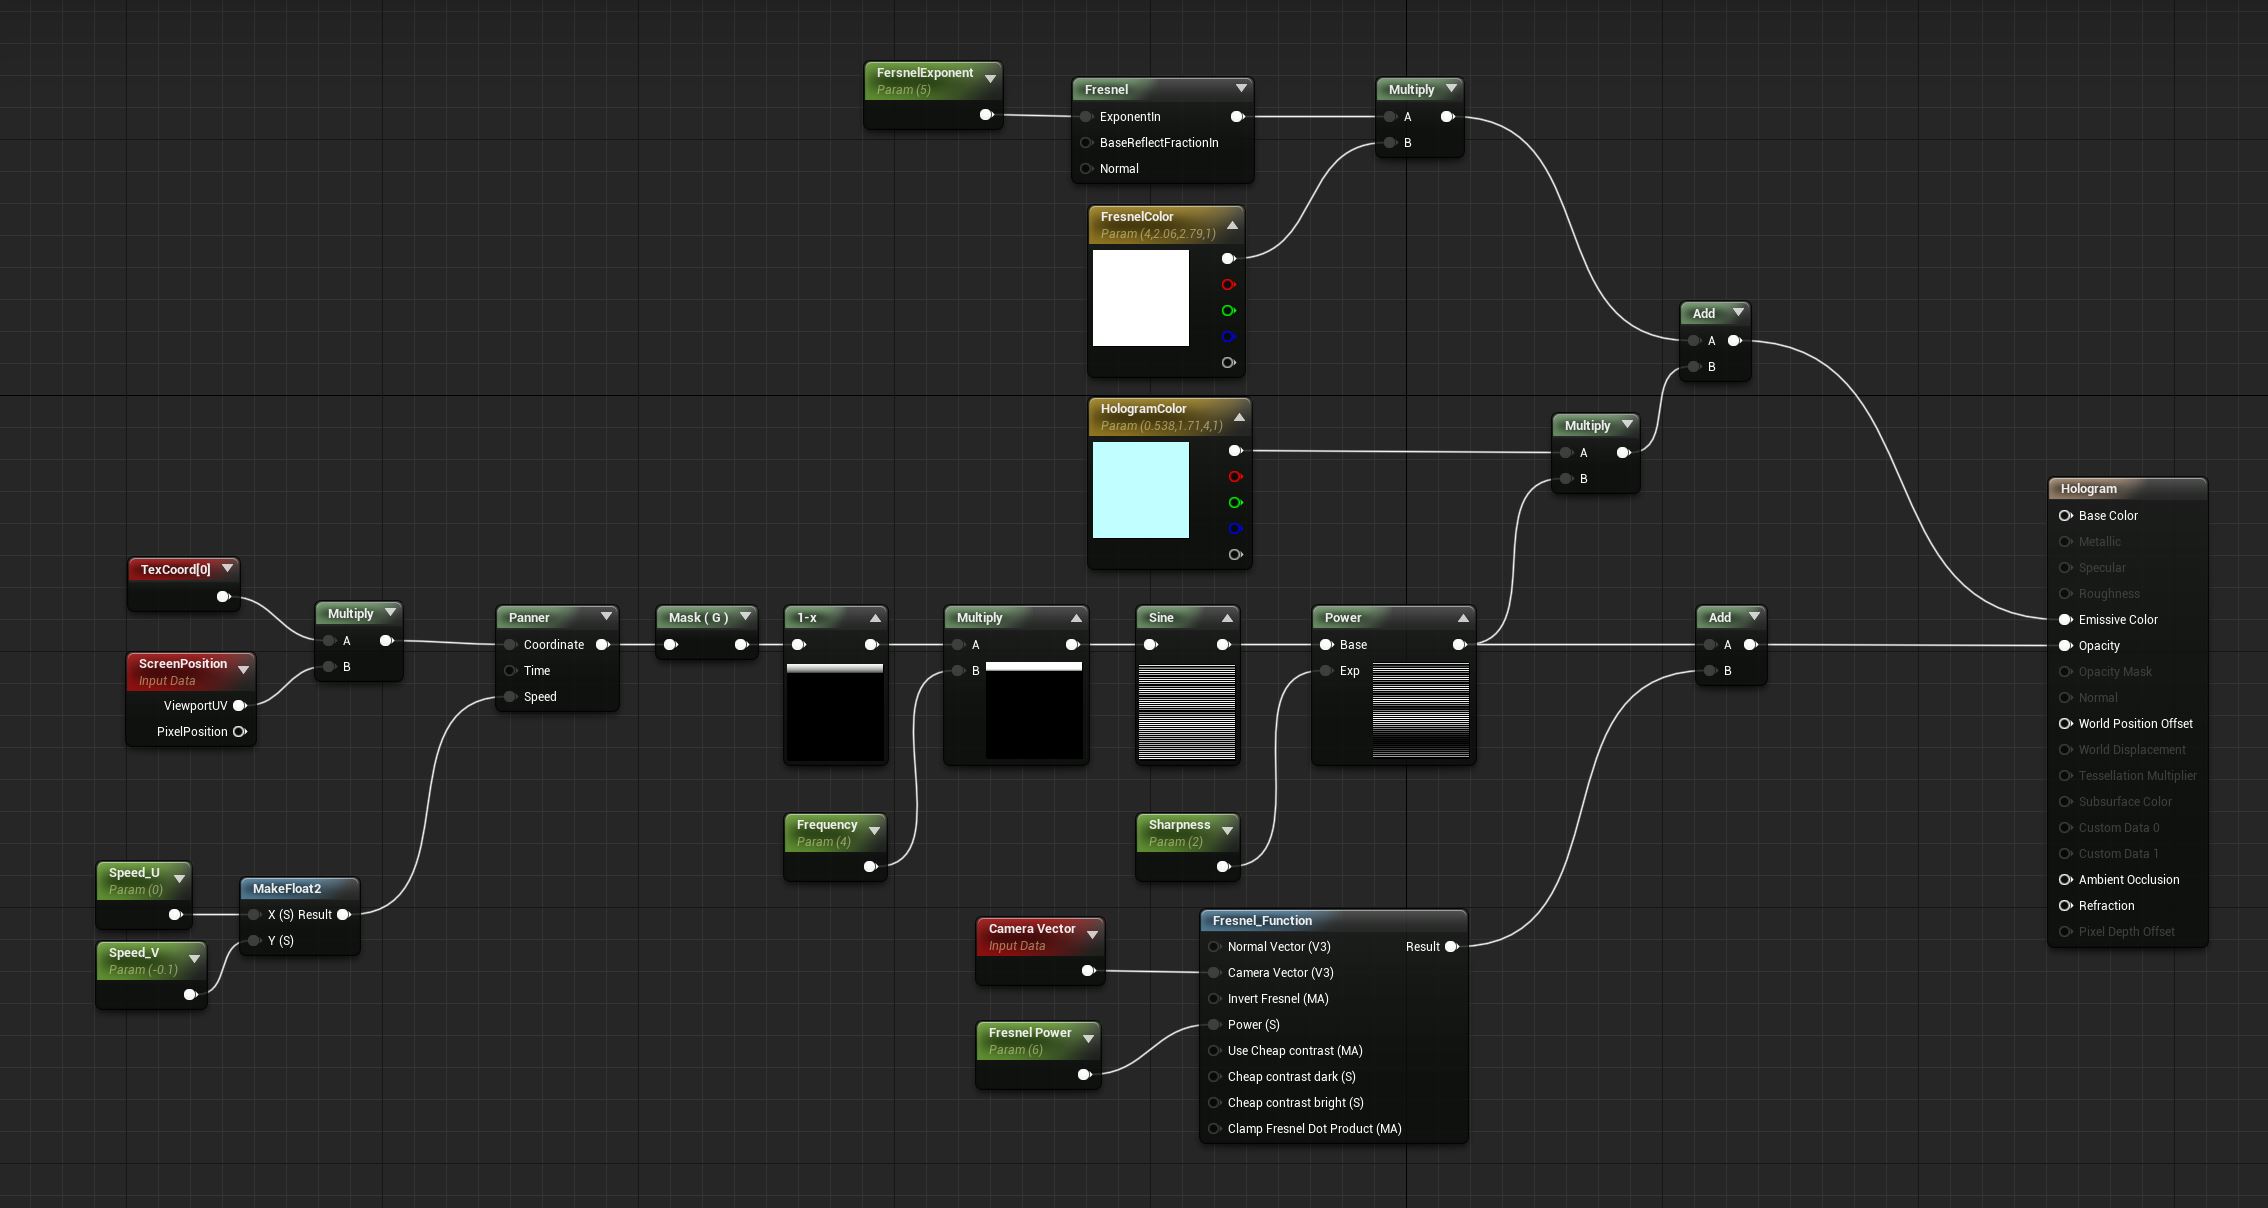 FersnelExponent
Param (5)
Fresnel
ExponentIn
BaseReflectFractionIn
Normal
Multiply
A
B
FresnelColor
Param (4,2.06,2.79,1)
Add
A
B
HologramColor
Param (0.538,1.71,4,1)
Multiply
A
B
TexCoord[0]
ScreenPosition
Input Data
ViewportUV
PixelPosition
Multiply
A
B
Panner
Coordinate
Time
Speed
Mask ( G )
1-x
Multiply
A
B
Sine
Power
Base
Exp
Add
A
B
Frequency
Param (4)
Sharpness
Param (2)
Speed_U
Param (0)
Speed_V
Param (-0.1)
MakeFloat2
X (S) Result
Y (S)
Camera Vector
Input Data
Fresnel Power
Param (6)
Fresnel_Function
Normal Vector (V3) Result
Camera Vector (V3)
Invert Fresnel (MA)
Power (S)
Use Cheap contrast (MA)
Cheap contrast dark (S)
Cheap contrast bright (S)
Clamp Fresnel Dot Product (MA)
Hologram
Base Color
Metallic
Specular
Roughness
Emissive Color
Opacity
Opacity Mask
Normal
World Position Offset
World Displacement
Tessellation Multiplier
Subsurface Color
Custom Data 0
Custom Data 1
Ambient Occlusion
Refraction
Pixel Depth Offset